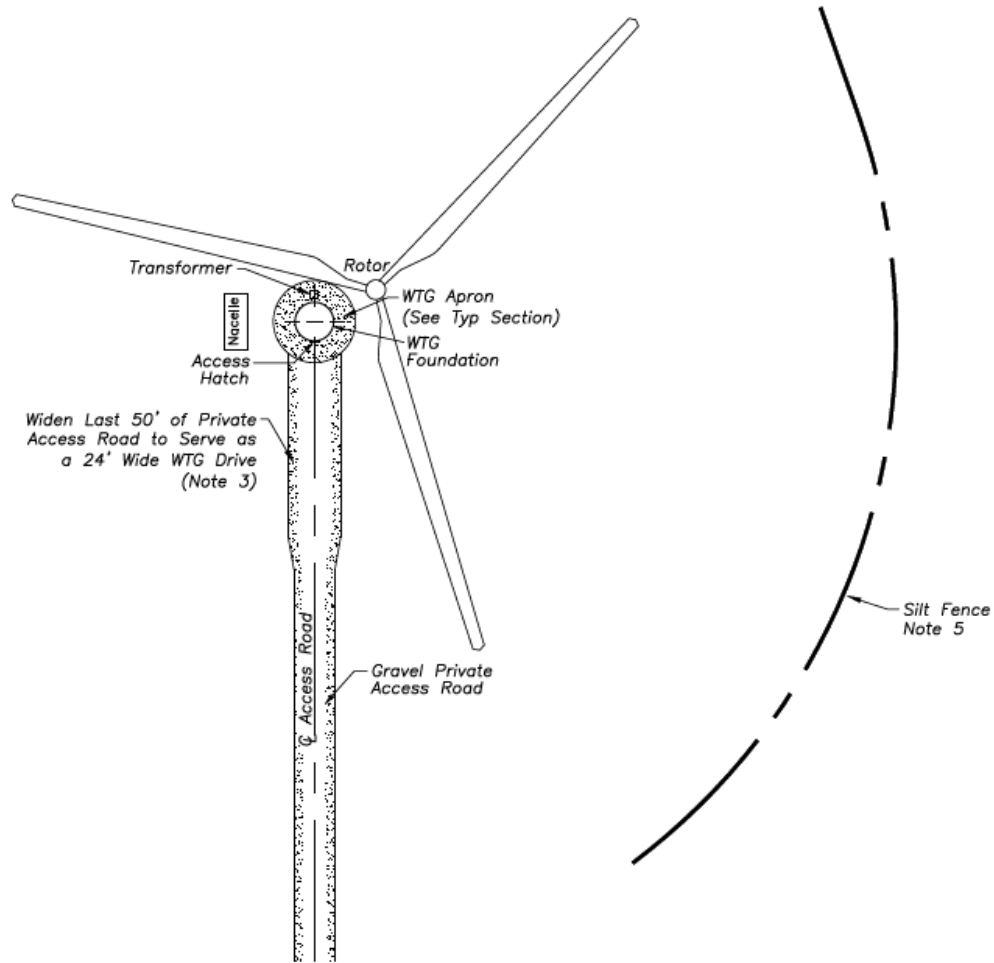 Rotor
Transformer
WTG Apron
(See Typ Section)
Nacelle
WTG
Foundation
Access
Hatch
Widen Last 50' of Private
Access Road to Serve as
a 24' Wide WTG Drive
(Note 3)
Silt Fence
Note 5
℄ Access Road
Gravel Private
Access Road